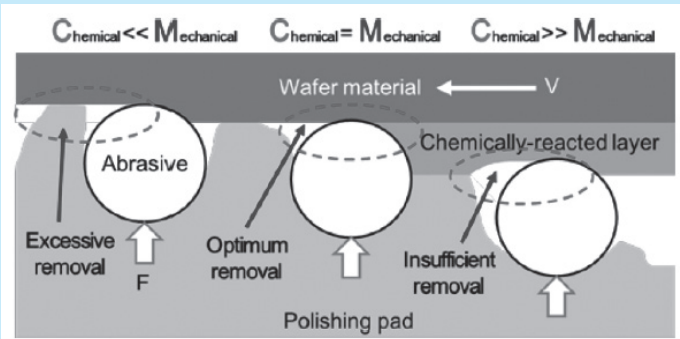 Chemical << Mechanical
Chemical = Mechanical
Chemical >> Mechanical
Wafer material
V
Chemically-reacted layer
Abrasive
Excessive
removal
F
Optimum
removal
Insufficient
removal
Polishing pad